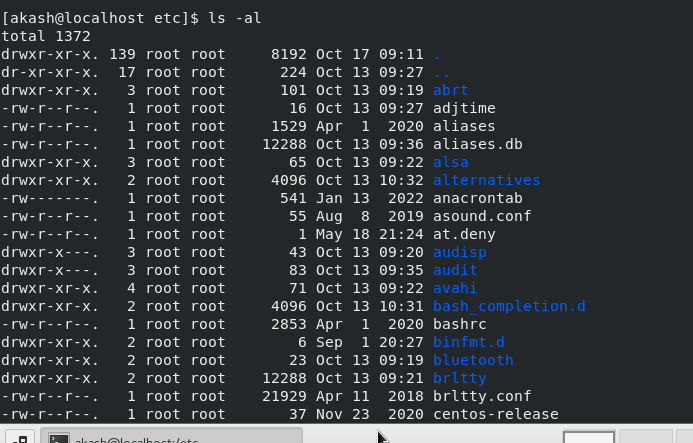 [akash@localhost etc]$ ls -al
total 1372
drwxr-xr-x. 139 root root     8192 Oct 17 09:11 .
dr-xr-xr-x.  17 root root      224 Oct 13 09:27 ..
drwxr-xr-x.   3 root root      101 Oct 13 09:19 abrt
-rw-r--r--.   1 root root       16 Oct 13 09:27 adjtime
-rw-r--r--.   1 root root     1529 Apr  1  2020 aliases
-rw-r--r--.   1 root root    12288 Oct 13 09:36 aliases.db
drwxr-xr-x.   3 root root       65 Oct 13 09:22 alsa
drwxr-xr-x.   2 root root     4096 Oct 13 10:32 alternatives
-rw-------.   1 root root      541 Jan 13  2022 anacrontab
-rw-r--r--.   1 root root       55 Aug  8  2019 asound.conf
-rw-r--r--.   1 root root        1 May 18 21:24 at.deny
drwxr-x---.   3 root root       43 Oct 13 09:20 audisp
drwxr-x---.   3 root root       83 Oct 13 09:35 audit
drwxr-xr-x.   4 root root       71 Oct 13 09:22 avahi
drwxr-xr-x.   2 root root     4096 Oct 13 10:31 bash_completion.d
-rw-r--r--.   1 root root     2853 Apr  1  2020 bashrc
drwxr-xr-x.   2 root root        6 Sep  1 20:27 binfmt.d
drwxr-xr-x.   2 root root       23 Oct 13 09:19 bluetooth
drwxr-xr-x.   2 root root    12288 Oct 13 09:21 brltty
-rw-r--r--.   1 root root    21929 Apr 11  2018 brltty.conf
-rw-r--r--.   1 root root       37 Nov 23  2020 centos-release
akash@localhost:/etc